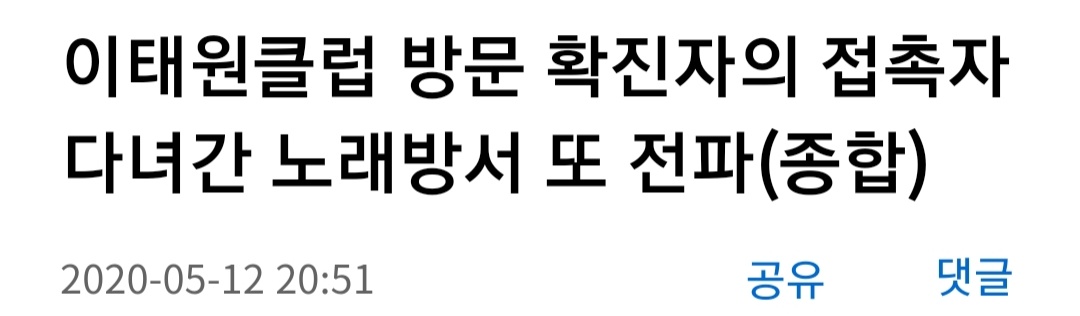 이태원클럽 방문 확진자의 접촉자
다녀간 노래방서 또 전파(종합)
2020-05-12 20:51 공유 댓글